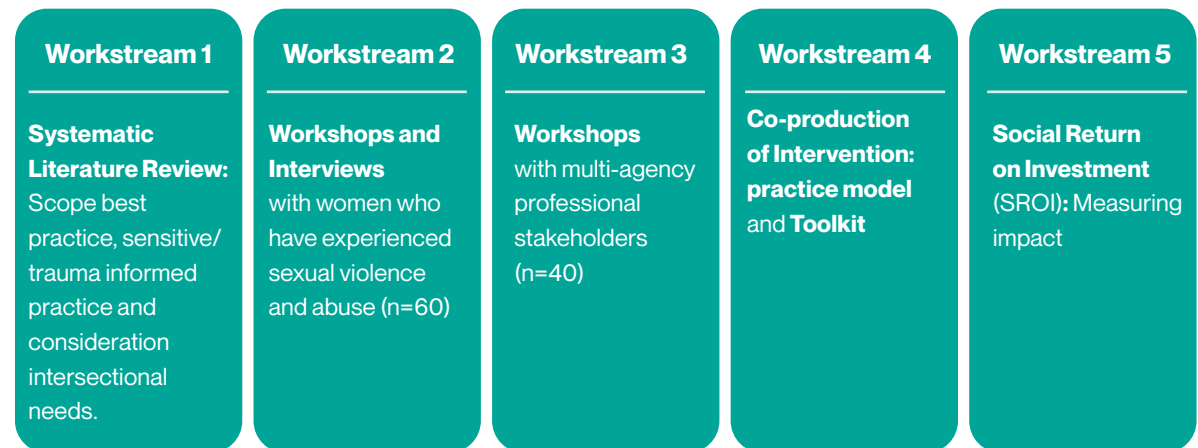 Workstream 1
Systematic
Literature Review:
Scope best
practice, sensitive/
trauma informed
practice and
consideration
intersectional
needs.
Workstream 2
Workshops and
Interviews
with women who
have experienced
sexual violence
and abuse (n=60)
Workstream 3
Workshops
with multi-agency
professional
stakeholders
(n=40)
Workstream 4
Co-production
of Intervention:
practice model
and Toolkit
Workstream 5
Social Return
on Investment
(SROI): Measuring
impact